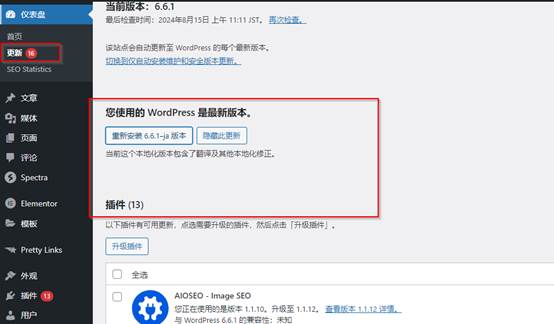 仪表盘
首页
更新 16
SEO Statistics
文章
媒体
页面
评论
Spectra
Elementor
模板
Pretty Links
外观
插件 13
用户
当前版本：6.6.1
最后检查时间：2024年8月15日 上午 11:11 JST。 再次检查。
该站点会自动更新至 WordPress 的每个最新版本。
切换到仅自动安装维护和安全版本更新。
您使用的 WordPress 是最新版本。
重新安装 6.6.1–ja 版本 隐藏此更新
当前这个本地化版本包含了翻译及其他本地化修正。
插件 (13)
以下插件有可用更新，点选需要升级的插件，然后点击「升级插件」。
升级插件
全选
AIOSEO - Image SEO
您正在使用的是版本 1.1.10。升级至 1.1.12。 查看版本 1.1.12 详情。
与 WordPress 6.6.1 的兼容性：未知